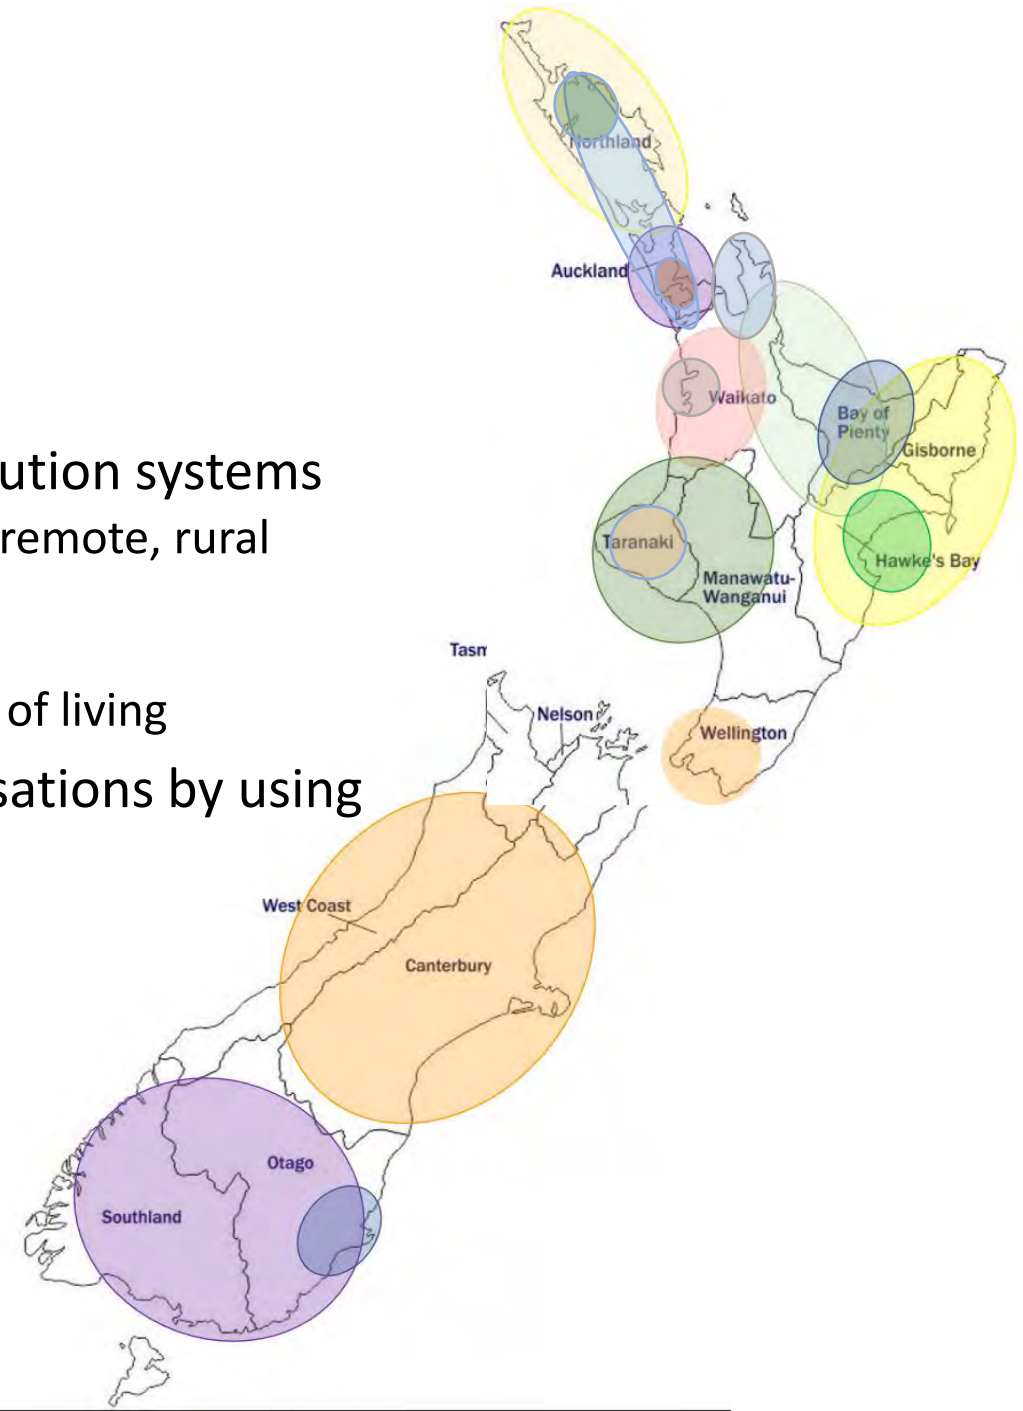 Northland
Auckland
Waikato
Bay of
Plenty
Gisborne
ution systems
remote, rural
Taranaki
Hawke's Bay
Manawatu-
Wanganui
Tasm
of living
Nelson
Wellington
sations by using
West Coast
Canterbury
Otago
Southland